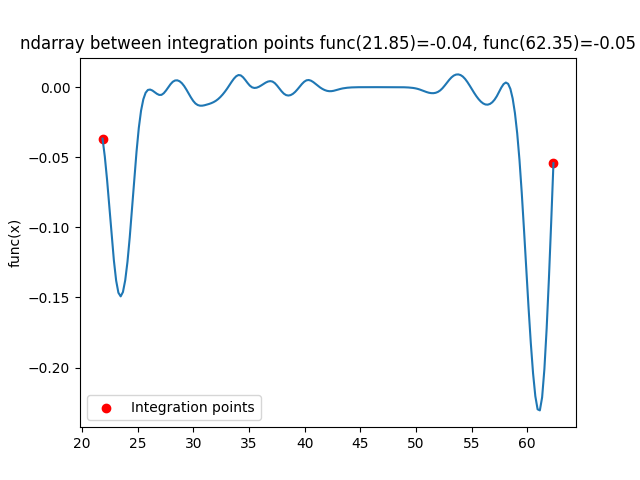 ndarray between integration points func(21.85)=-0.04, func(62.35)=-0.05
func(x)
0.00
−0.05
−0.10
−0.15
−0.20
Integration points
20 25 30 35 40 45 50 55 60